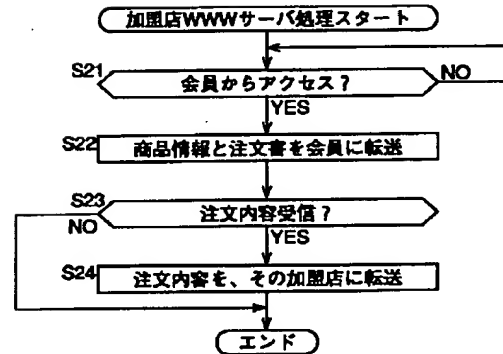 加盟店WWWサーバ処理スタート
S21
会員からアクセス？
NO
YES
S22
商品情報と注文書を会員に転送
S23
注文内容受信？
NO
YES
S24
注文内容を、その加盟店に転送
エンド